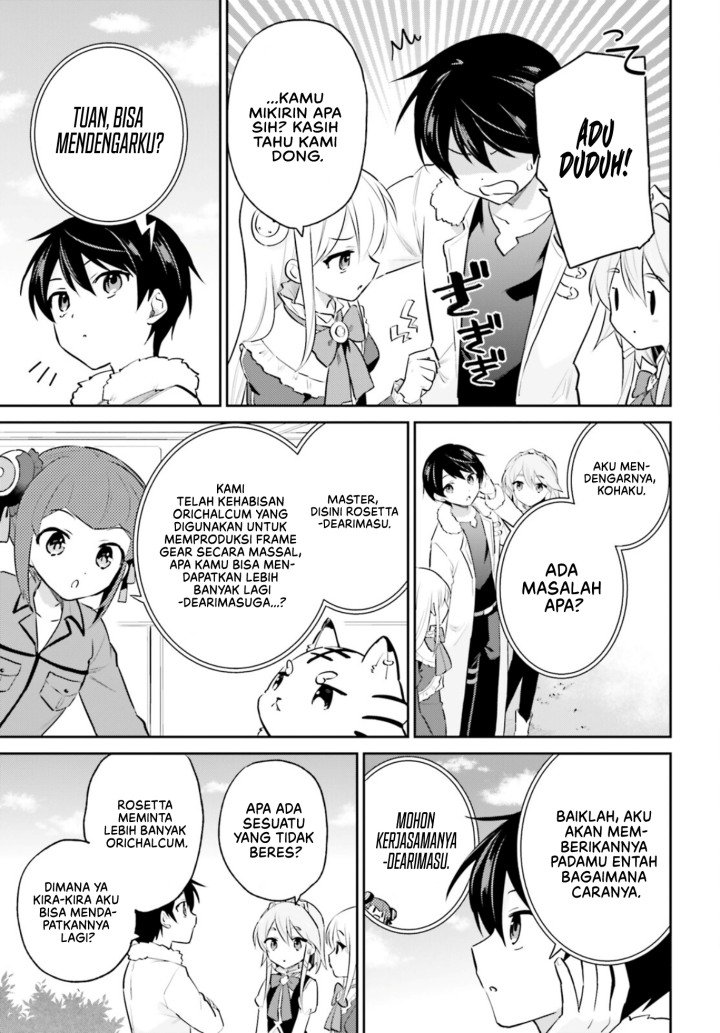 ADU
DUDUH!
...KAMU
MIKIRIN APA
SIH? KASIH
TAHU KAMI
DONG.
ぎぎぎぎ
TUAN, BISA
MENDENGARKU?
AKU MEN-
DENGARNYA,
KOHAKU.
ADA
MASALAH
APA?
MASTER,
DISINI ROSETTA
-DEARIMASU.
KAMI
TELAH KEHABISAN
ORICHALCUM YANG
DIGUNAKAN UNTUK
MEMPRODUKSI FRAME
GEAR SECARA MASSAL,
APA KAMU BISA MEN-
DAPATKAN LEBIH
BANYAK LAGI
-DEARIMASUGA...?
BAIKLAH, AKU
AKAN MEM-
BERIKANNYA
PADAMU ENTAH
BAGAIMANA
CARANYA.
MOHON
KERJASAMANYA
-DEARIMASU.
APA ADA
SESUATU
YANG TIDAK
BERES?
ROSETTA
MEMINTA
LEBIH BANYAK
ORICHALCUM.
DIMANA YA
KIRA-KIRA AKU
BISA MENDA-
PATKANNYA
LAGI?